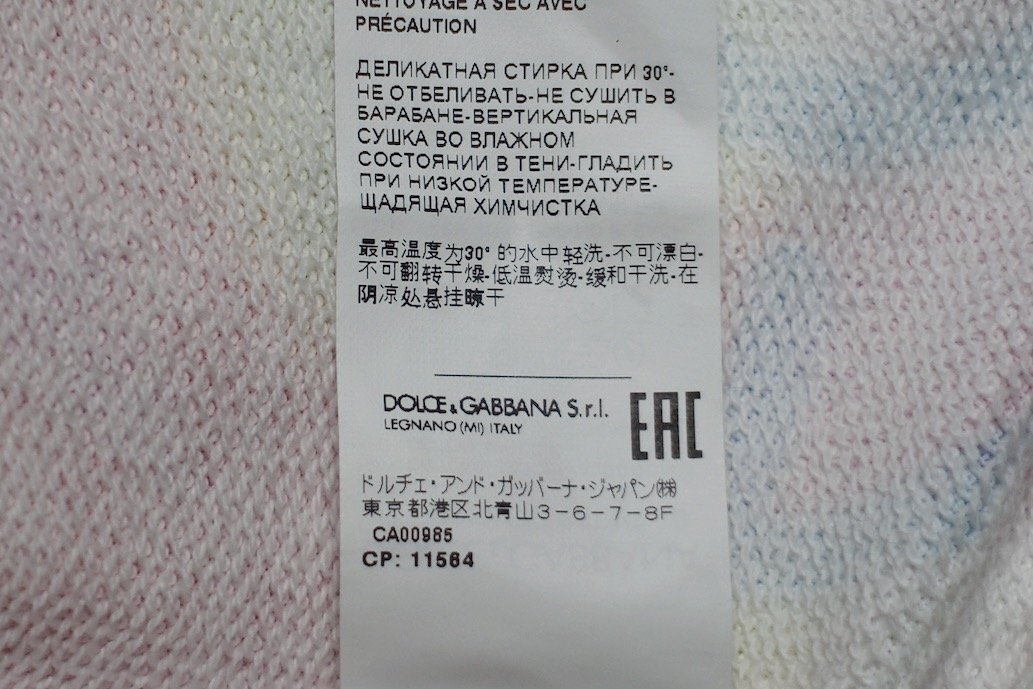 NETTOYAGE À SEC AVEC
PRÉCAUTION
ДЕЛИКАТНАЯ СТИРКА ПРИ 30°-
НЕ ОТБЕЛИВАТЬ-НЕ СУШИТЬ В
БАРАБАНЕ-ВЕРТИКАЛЬНАЯ
СУШКА ВО ВЛАЖНОМ
СОСТОЯНИИ В ТЕНИ-ГЛАДИТЬ
ПРИ НИЗКОЙ ТЕМПЕРАТУРЕ-
ЩАДЯЩАЯ ХИМЧИСТКА
最高温度为30° 的水中轻洗-不可漂白-
不可翻转干燥-低温熨烫-缓和干洗-在
阴凉处悬挂晾干
DOLCE & GABBANA S.r.l.
LEGNANO (MI) ITALY
EAC
ドルチェ・アンド・ガッバーナ・ジャパン㈱
東京都港区北青山3-6-7-8F
CA00985
CP: 11564